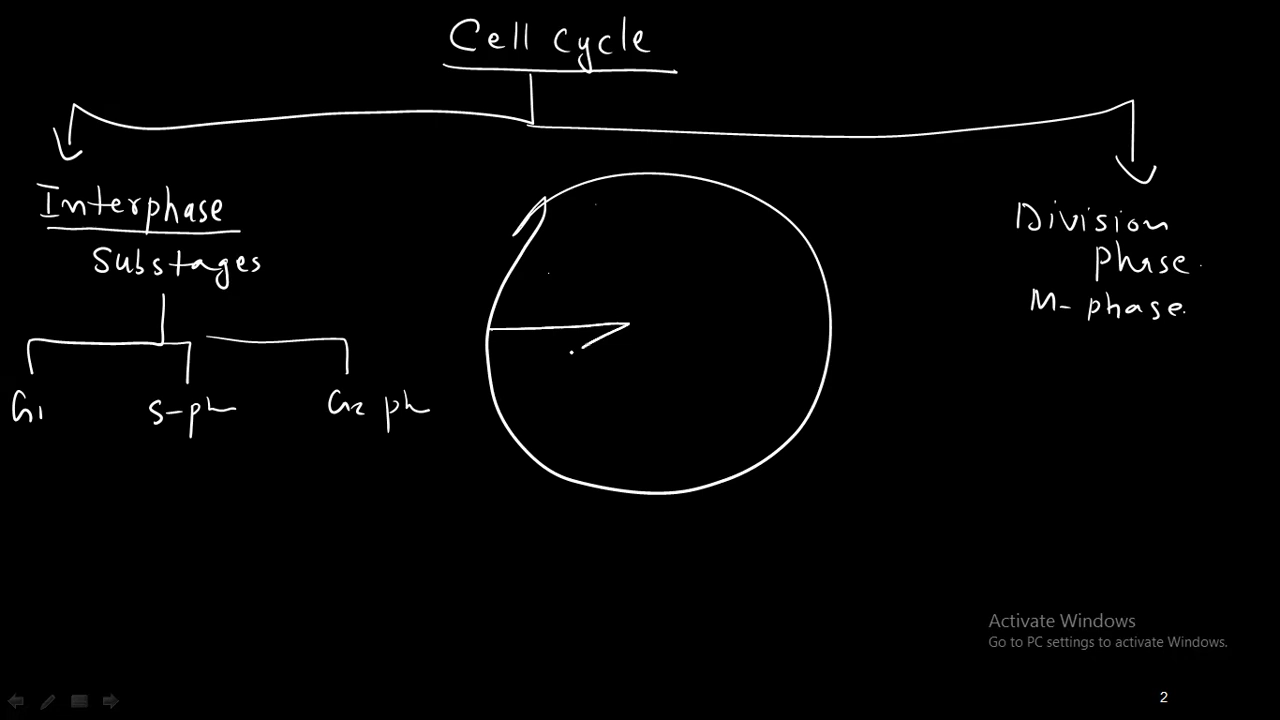 Cell Cycle
Interphase
Substages
G1
S-ph
G2 ph
Division
Phase.
M- phase.
Activate Windows
Go to PC settings to activate Windows.
2